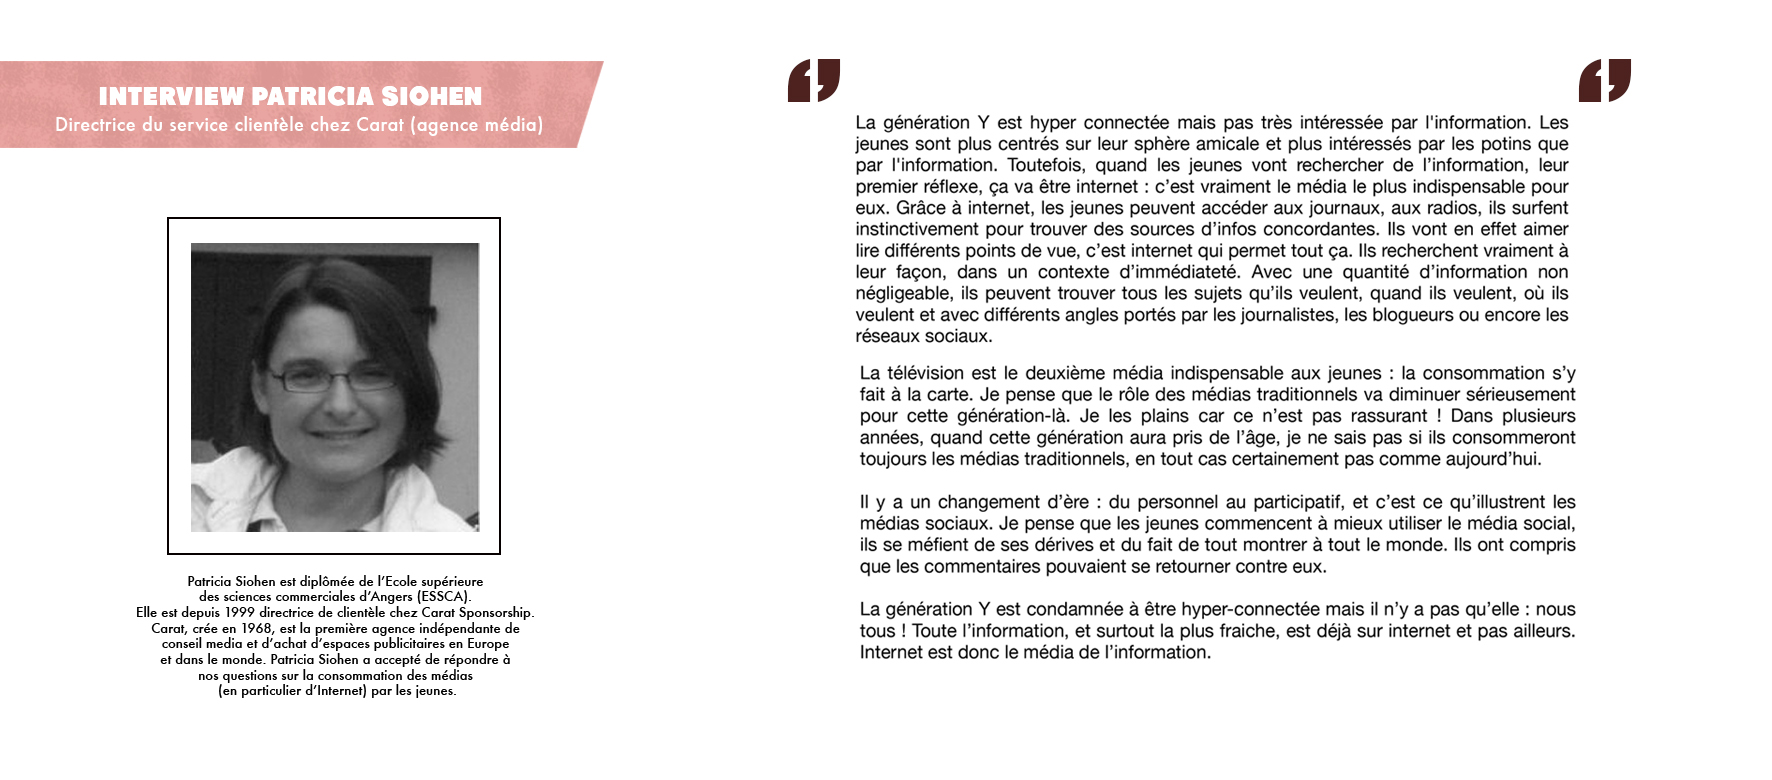 INTERVIEW PATRICIA SIOHEN
Directrice du service clientèle chez Carat (agence média)
Patricia Siohen est diplômée de l’Ecole supérieure
des sciences commerciales d’Angers (ESSCA).
Elle est depuis 1999 directrice de clientèle chez Carat Sponsorship.
Carat, crée en 1968, est la première agence indépendante de
conseil media et d’achat d’espaces publicitaires en Europe
et dans le monde. Patricia Siohen a accepté de répondre à
nos questions sur la consommation des médias
(en particulier d’Internet) par les jeunes.
La génération Y est hyper connectée mais pas très intéressée par l'information. Les
jeunes sont plus centrés sur leur sphère amicale et plus intéressés par les potins que
par l'information. Toutefois, quand les jeunes vont rechercher de l’information, leur
premier réflexe, ça va être internet : c’est vraiment le média le plus indispensable pour
eux. Grâce à internet, les jeunes peuvent accéder aux journaux, aux radios, ils surfent
instinctivement pour trouver des sources d’infos concordantes. Ils vont en effet aimer
lire différents points de vue, c’est internet qui permet tout ça. Ils recherchent vraiment à
leur façon, dans un contexte d’immédiateté. Avec une quantité d’information non
négligeable, ils peuvent trouver tous les sujets qu’ils veulent, quand ils veulent, où ils
veulent et avec différents angles portés par les journalistes, les blogueurs ou encore les
réseaux sociaux.
La télévision est le deuxième média indispensable aux jeunes : la consommation s’y
fait à la carte. Je pense que le rôle des médias traditionnels va diminuer sérieusement
pour cette génération-là. Je les plains car ce n’est pas rassurant ! Dans plusieurs
années, quand cette génération aura pris de l’âge, je ne sais pas si ils consommeront
toujours les médias traditionnels, en tout cas certainement pas comme aujourd’hui.
Il y a un changement d’ère : du personnel au participatif, et c’est ce qu’illustrent les
médias sociaux. Je pense que les jeunes commencent à mieux utiliser le média social,
ils se méfient de ses dérives et du fait de tout montrer à tout le monde. Ils ont compris
que les commentaires pouvaient se retourner contre eux.
La génération Y est condamnée à être hyper-connectée mais il n’y a pas qu’elle : nous
tous ! Toute l’information, et surtout la plus fraiche, est déjà sur internet et pas ailleurs.
Internet est donc le média de l’information.